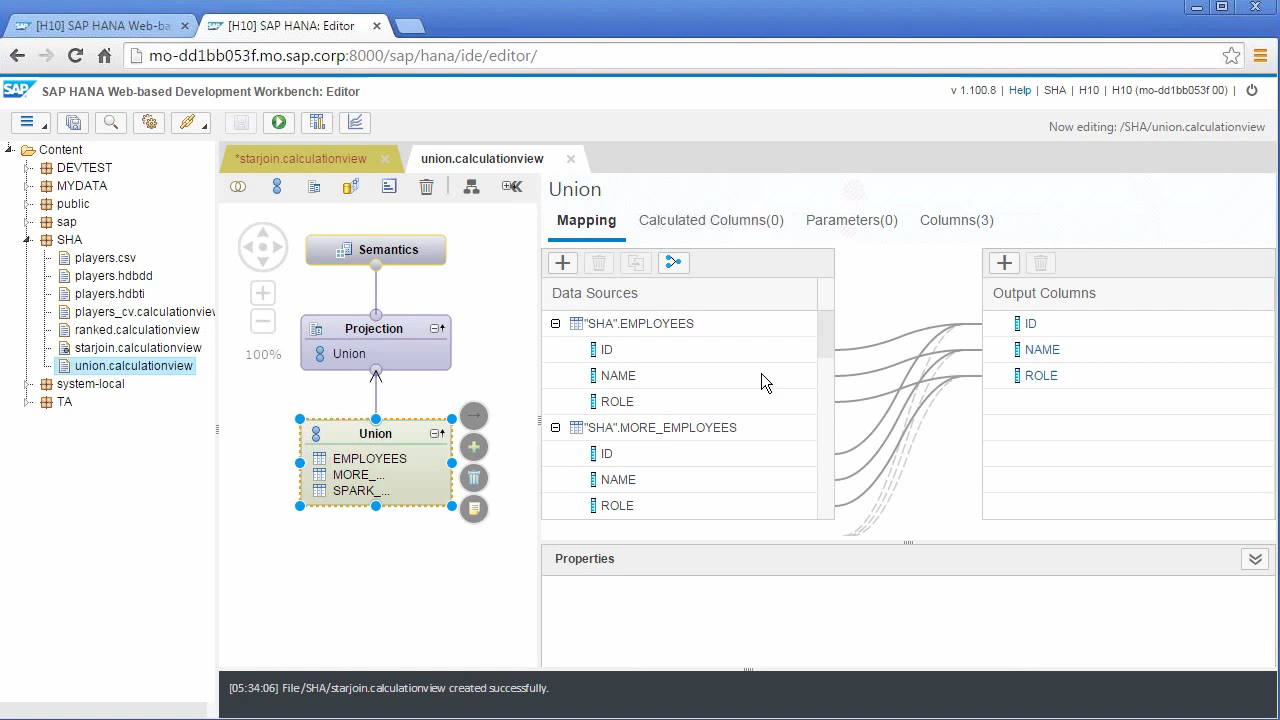 [H10] SAP HANA Web-ba
[H10] SAP HANA: Editor
mo-dd1bb053f.mo.sap.corp:8000/sap/hana/ide/editor/
SAP SAP HANA Web-based Development Workbench: Editor
v 1.100.8 | Help | SHA | H10 | H10 (mo-dd1bb053f 00) |
Now editing: /SHA/union.calculationview
Content
DEVTEST
MYDATA
public
sap
SHA
players.csv
players.hdbdd
players.hdbti
players_cv.calculationview
ranked.calculationview
starjoin.calculationview
union.calculationview
system-local
TA
*starjoin.calculationview
union.calculationview
100%
Semantics
Projection
Union
Union
EMPLOYEES
MORE_...
SPARK_...
Union
Mapping
Calculated Columns(0)
Parameters(0)
Columns(3)
Data Sources
"SHA".EMPLOYEES
ID
NAME
ROLE
"SHA".MORE_EMPLOYEES
ID
NAME
ROLE
Output Columns
ID
NAME
ROLE
Properties
[05:34:06] File /SHA/starjoin.calculationview created successfully.